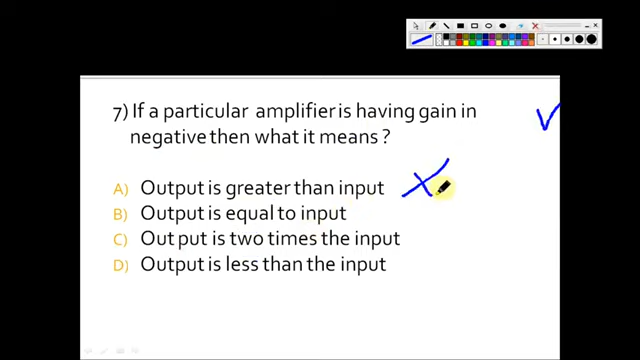 7) If a particular amplifier is having gain in
negative then what it means ?
A) Output is greater than input
B) Output is equal to input
C) Out put is two times the input
D) Output is less than the input